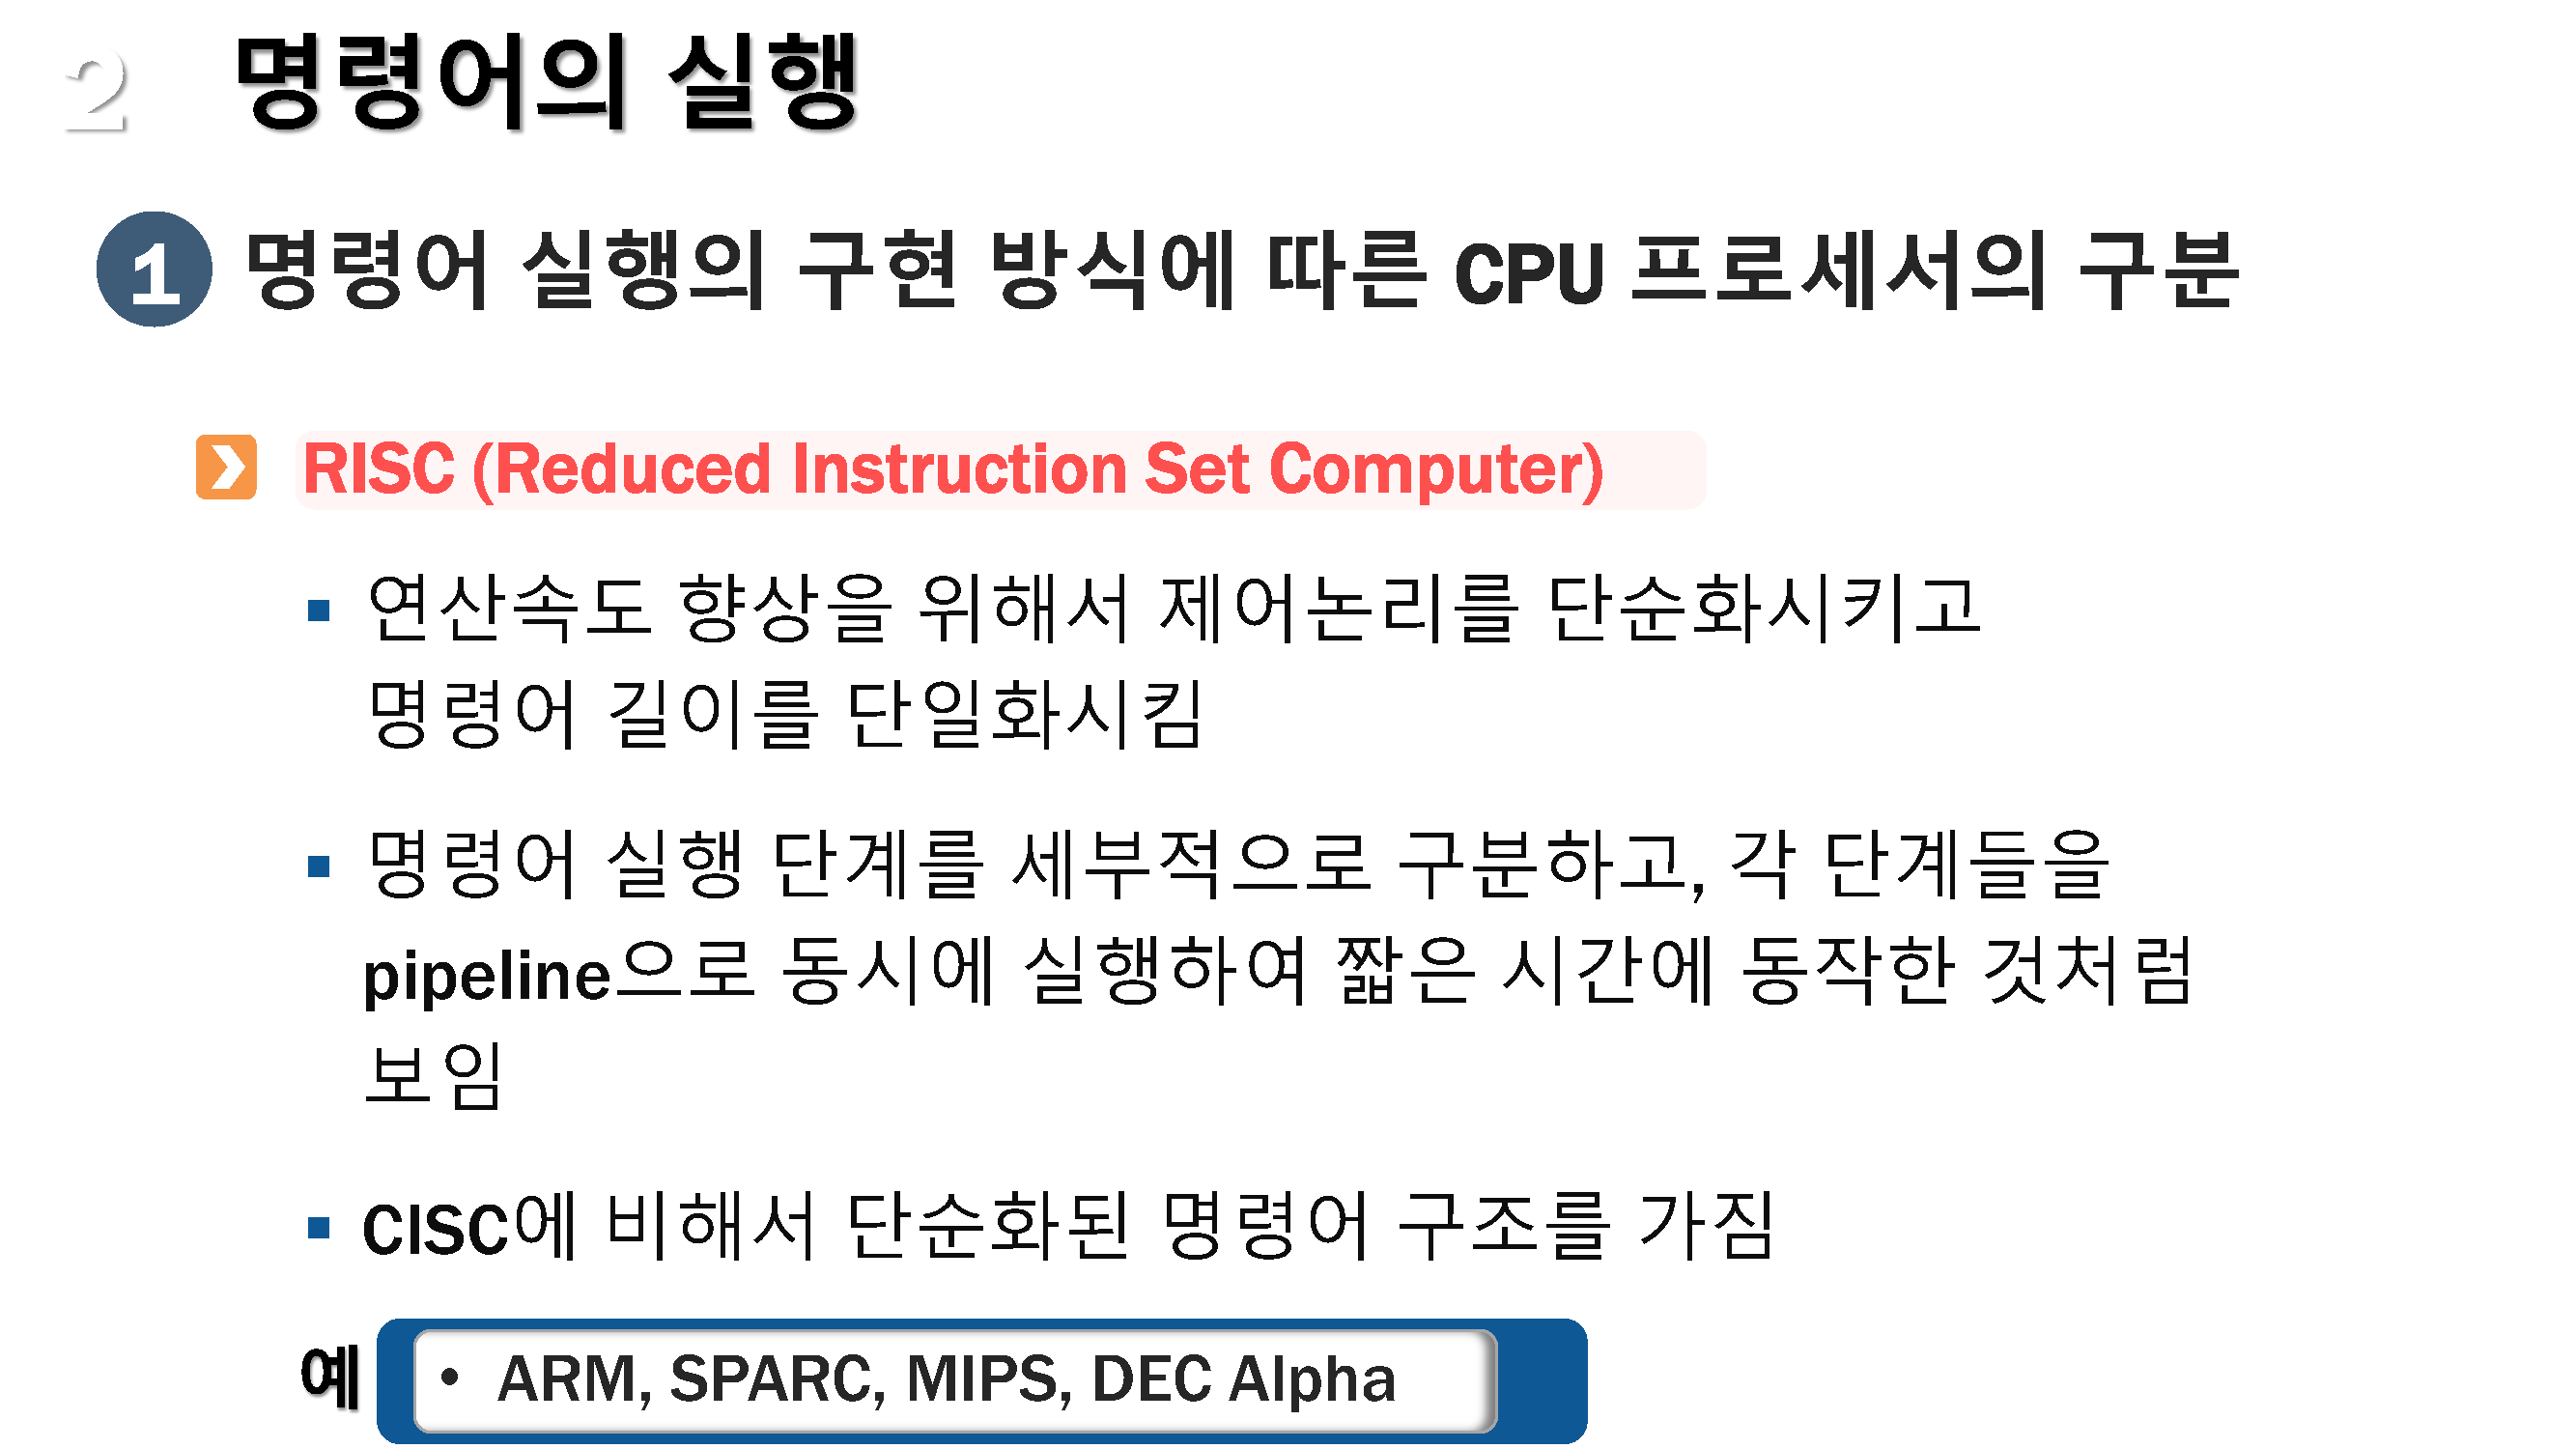 2 명령어의 실행
1 명령어 실행의 구현 방식에 따른 CPU 프로세서의 구분
RISC (Reduced Instruction Set Computer)
▪ 연산속도 향상을 위해서 제어논리를 단순화시키고
명령어 길이를 단일화시킴
▪ 명령어 실행 단계를 세부적으로 구분하고, 각 단계들을
pipeline으로 동시에 실행하여 짧은 시간에 동작한 것처럼
보임
▪ CISC에 비해서 단순화된 명령어 구조를 가짐
예 • ARM, SPARC, MIPS, DEC Alpha